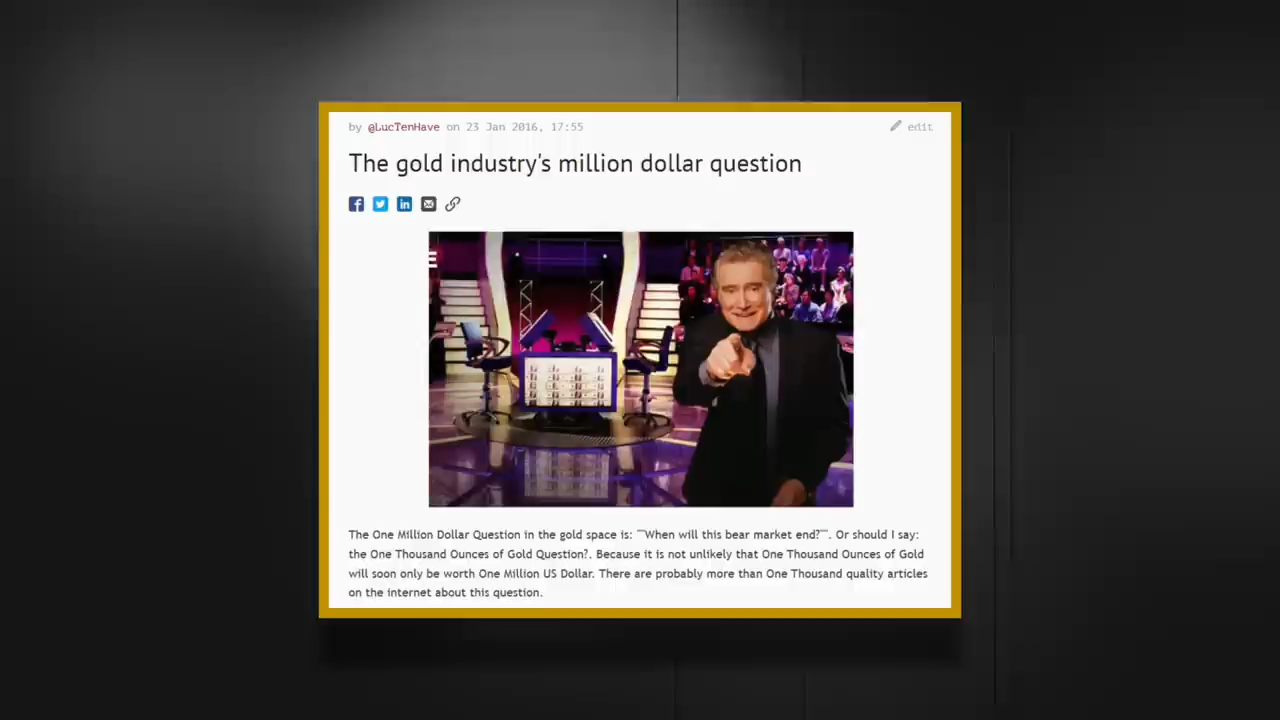 by @LucTenHave on 23 Jan 2016, 17:55
edit
The gold industry's million dollar question
The One Million Dollar Question in the gold space is: ""When will this bear market end?"". Or should I say:
the One Thousand Ounces of Gold Question?. Because it is not unlikely that One Thousand Ounces of Gold
will soon only be worth One Million US Dollar. There are probably more than One Thousand quality articles
on the internet about this question.